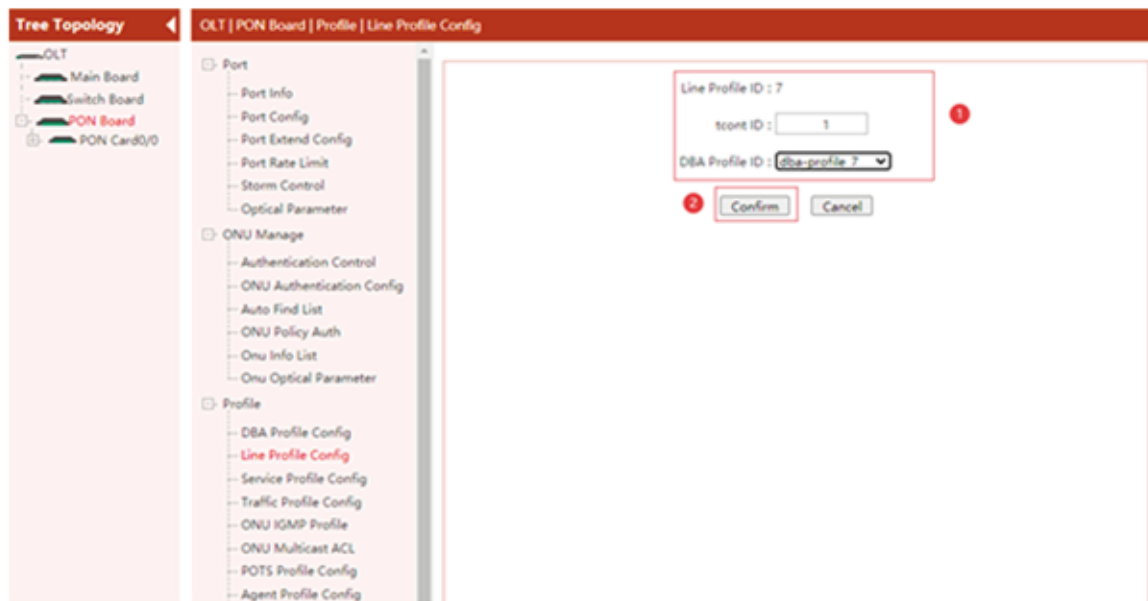 Tree Topology
OLT | PON Board | Profile | Line Profile Config
OLT
Main Board
Switch Board
PON Board
PON Card0/0
Port
Port Info
Port Config
Port Extend Config
Port Rate Limit
Storm Control
Optical Parameter
ONU Manage
Authentication Control
ONU Authentication Config
Auto Find List
ONU Policy Auth
Onu Info List
Onu Optical Parameter
Profile
DBA Profile Config
Line Profile Config
Service Profile Config
Traffic Profile Config
ONU IGMP Profile
ONU Multicast ACL
POTS Profile Config
Agent Profile Config
Line Profile ID : 7
tcont ID : 1
DBA Profile ID : dba-profile_7
1
2
Confirm Cancel